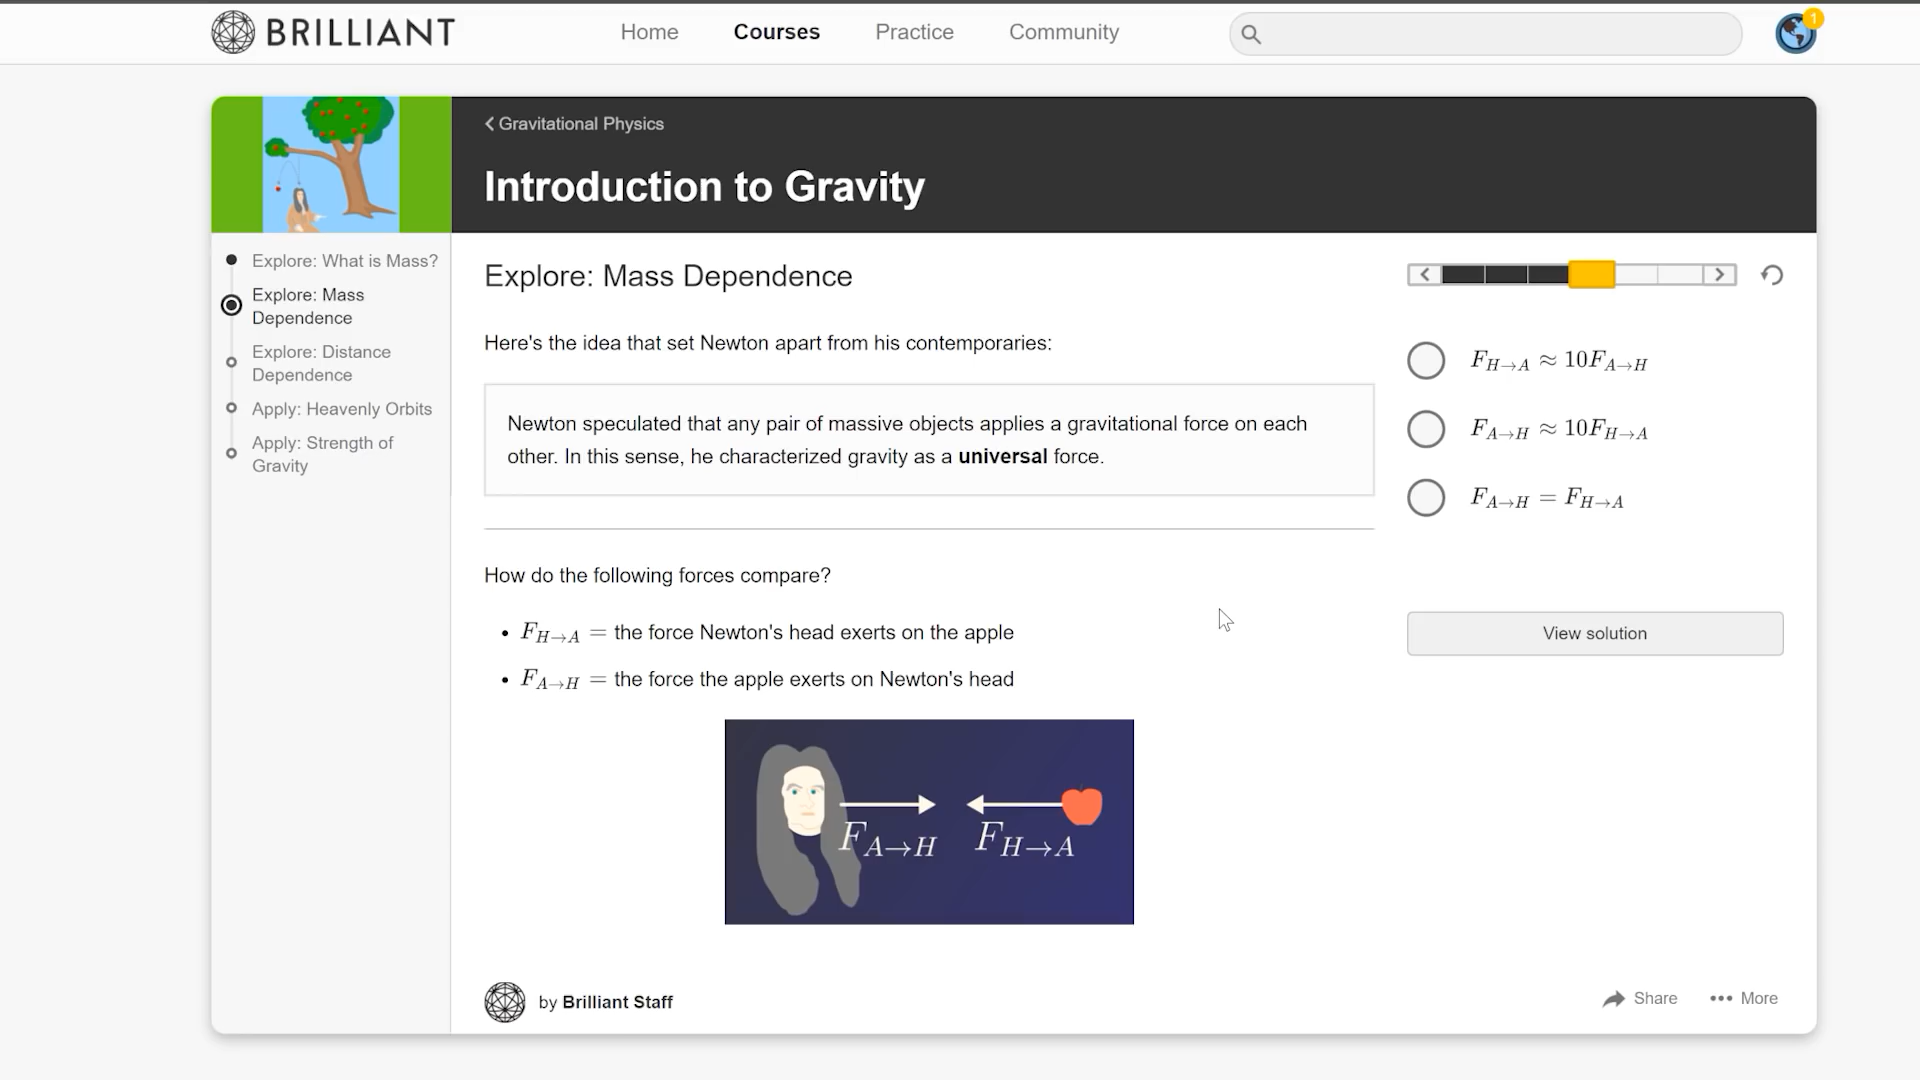 BRILLIANT
Home
Courses
Practice
Community
1
Gravitational Physics
Introduction to Gravity
Explore: What is Mass?
Explore: Mass
Dependence
Explore: Distance
Dependence
Apply: Heavenly Orbits
Apply: Strength of
Gravity
Explore: Mass Dependence
Here's the idea that set Newton apart from his contemporaries:
Newton speculated that any pair of massive objects applies a gravitational force on each
other. In this sense, he characterized gravity as a universal force.
How do the following forces compare?
• F_{H→A} = the force Newton's head exerts on the apple
• F_{A→H} = the force the apple exerts on Newton's head
F_{A→H}
F_{H→A}
F_{H→A} ≈ 10F_{A→H}
F_{A→H} ≈ 10F_{H→A}
F_{A→H} = F_{H→A}
View solution
by Brilliant Staff
Share
More